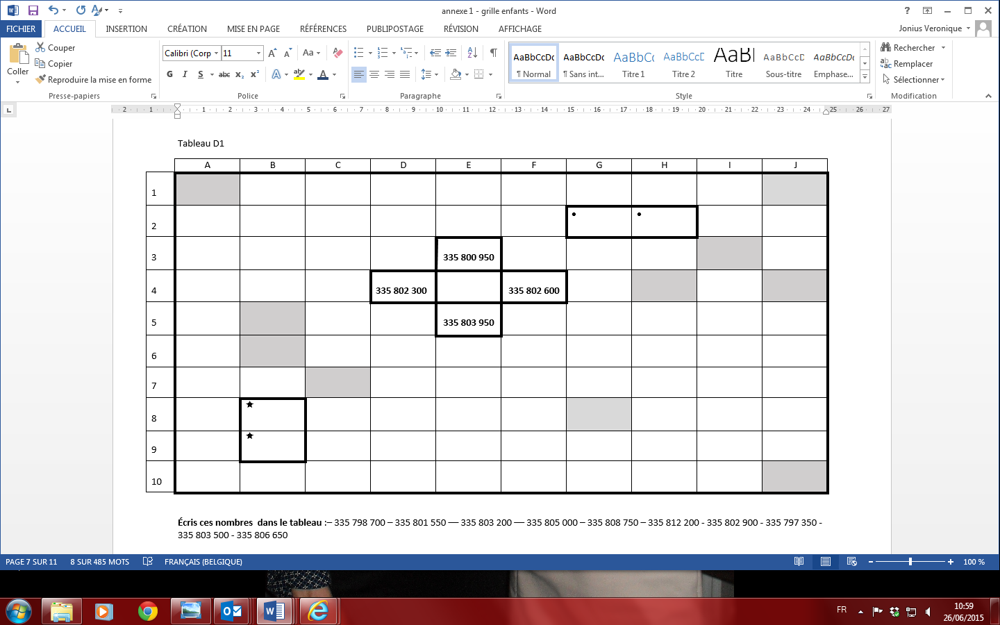 annexe 1 - grille enfants - Word
FICHIER ACCUEIL INSERTION CRÉATION MISE EN PAGE RÉFÉRENCES PUBLIPOSTAGE RÉVISION AFFICHAGE Jonius Veronique
Coller
Couper
Copier
Reproduire la mise en forme
Calibri (Corp 11
G I S abc x₂ x²
AaBbCcDc AaBbCcDc AaBbCc AaBbCcD AaBl AaBbCcD AaBbCcDc
¶ Normal ¶ Sans int... Titre 1 Titre 2 Titre Sous-titre Emphase...
Rechercher
Remplacer
Sélectionner
Presse-papiers Police Paragraphe Style Modification
2 1 1 2 3 4 5 6 7 8 9 10 11 12 13 14 15 16 17 18 19 20 21 22 23 24 25 26 27
Tableau D1
A B C D E F G H I J
1
2 • •
3 335 800 950
4 335 802 300 335 802 600
5 335 803 950
6
7
8 ★
9 ★
10
Écris ces nombres dans le tableau :– 335 798 700 – 335 801 550 –– 335 803 200 –– 335 805 000 – 335 808 750 – 335 812 200 - 335 802 900 - 335 797 350 -
335 803 500 - 335 806 650
PAGE 7 SUR 11 8 SUR 485 MOTS FRANÇAIS (BELGIQUE) 100 %
FR 10:59
26/06/2015